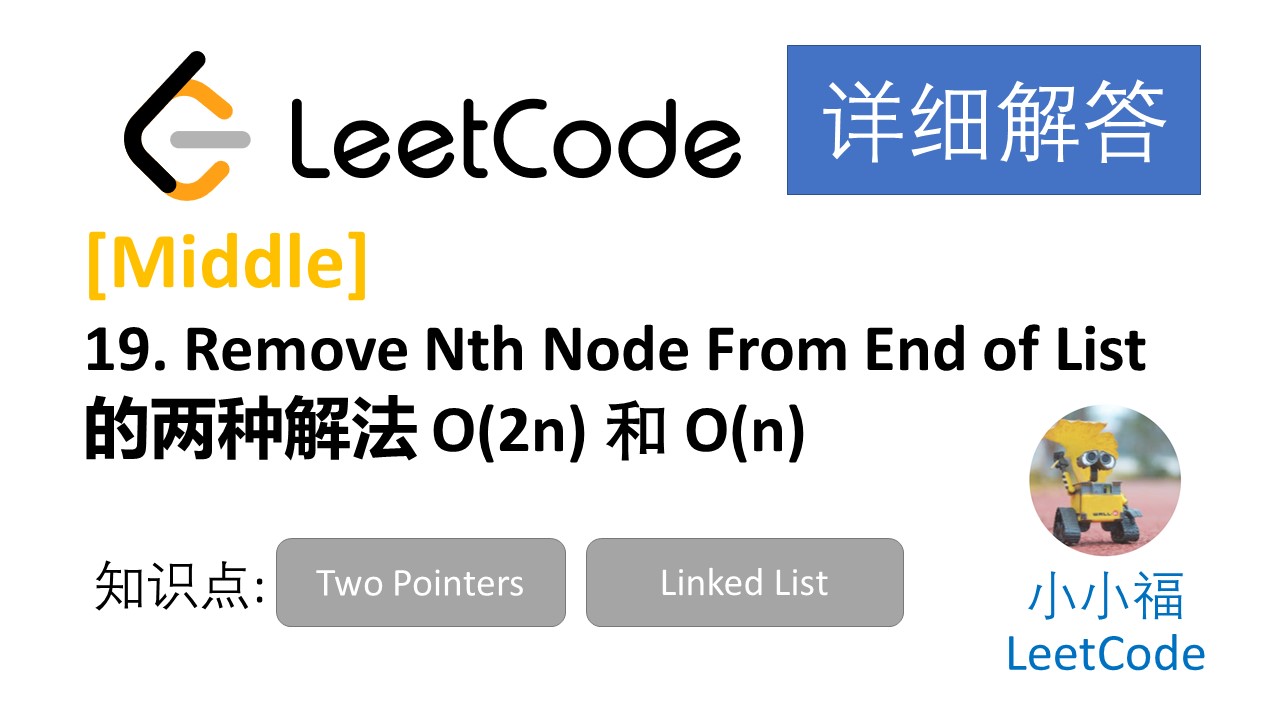 LeetCode
详细解答
[Middle]
19. Remove Nth Node From End of List
的两种解法 O(2n) 和 O(n)
知识点: Two Pointers Linked List
小小福
LeetCode